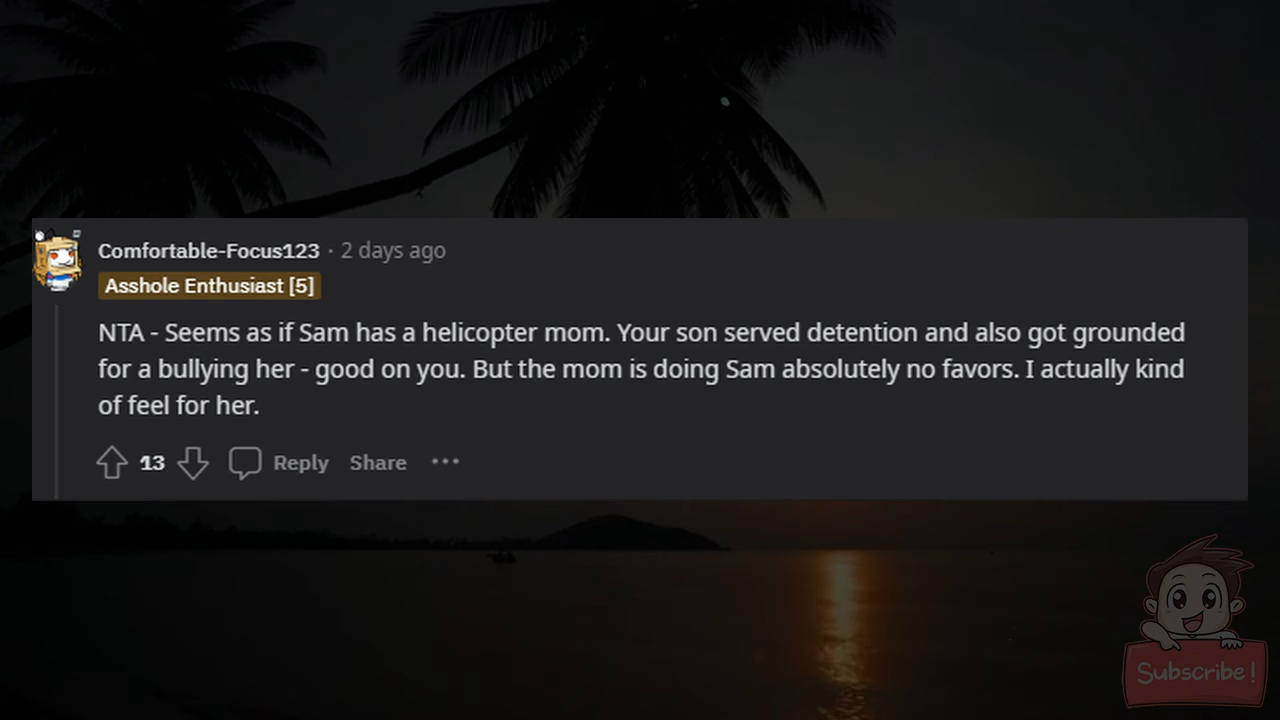 Comfortable-Focus123 · 2 days ago
Asshole Enthusiast [5]
NTA - Seems as if Sam has a helicopter mom. Your son served detention and also got grounded
for a bullying her - good on you. But the mom is doing Sam absolutely no favors. I actually kind
of feel for her.
13 Reply Share ···
Subscribe !